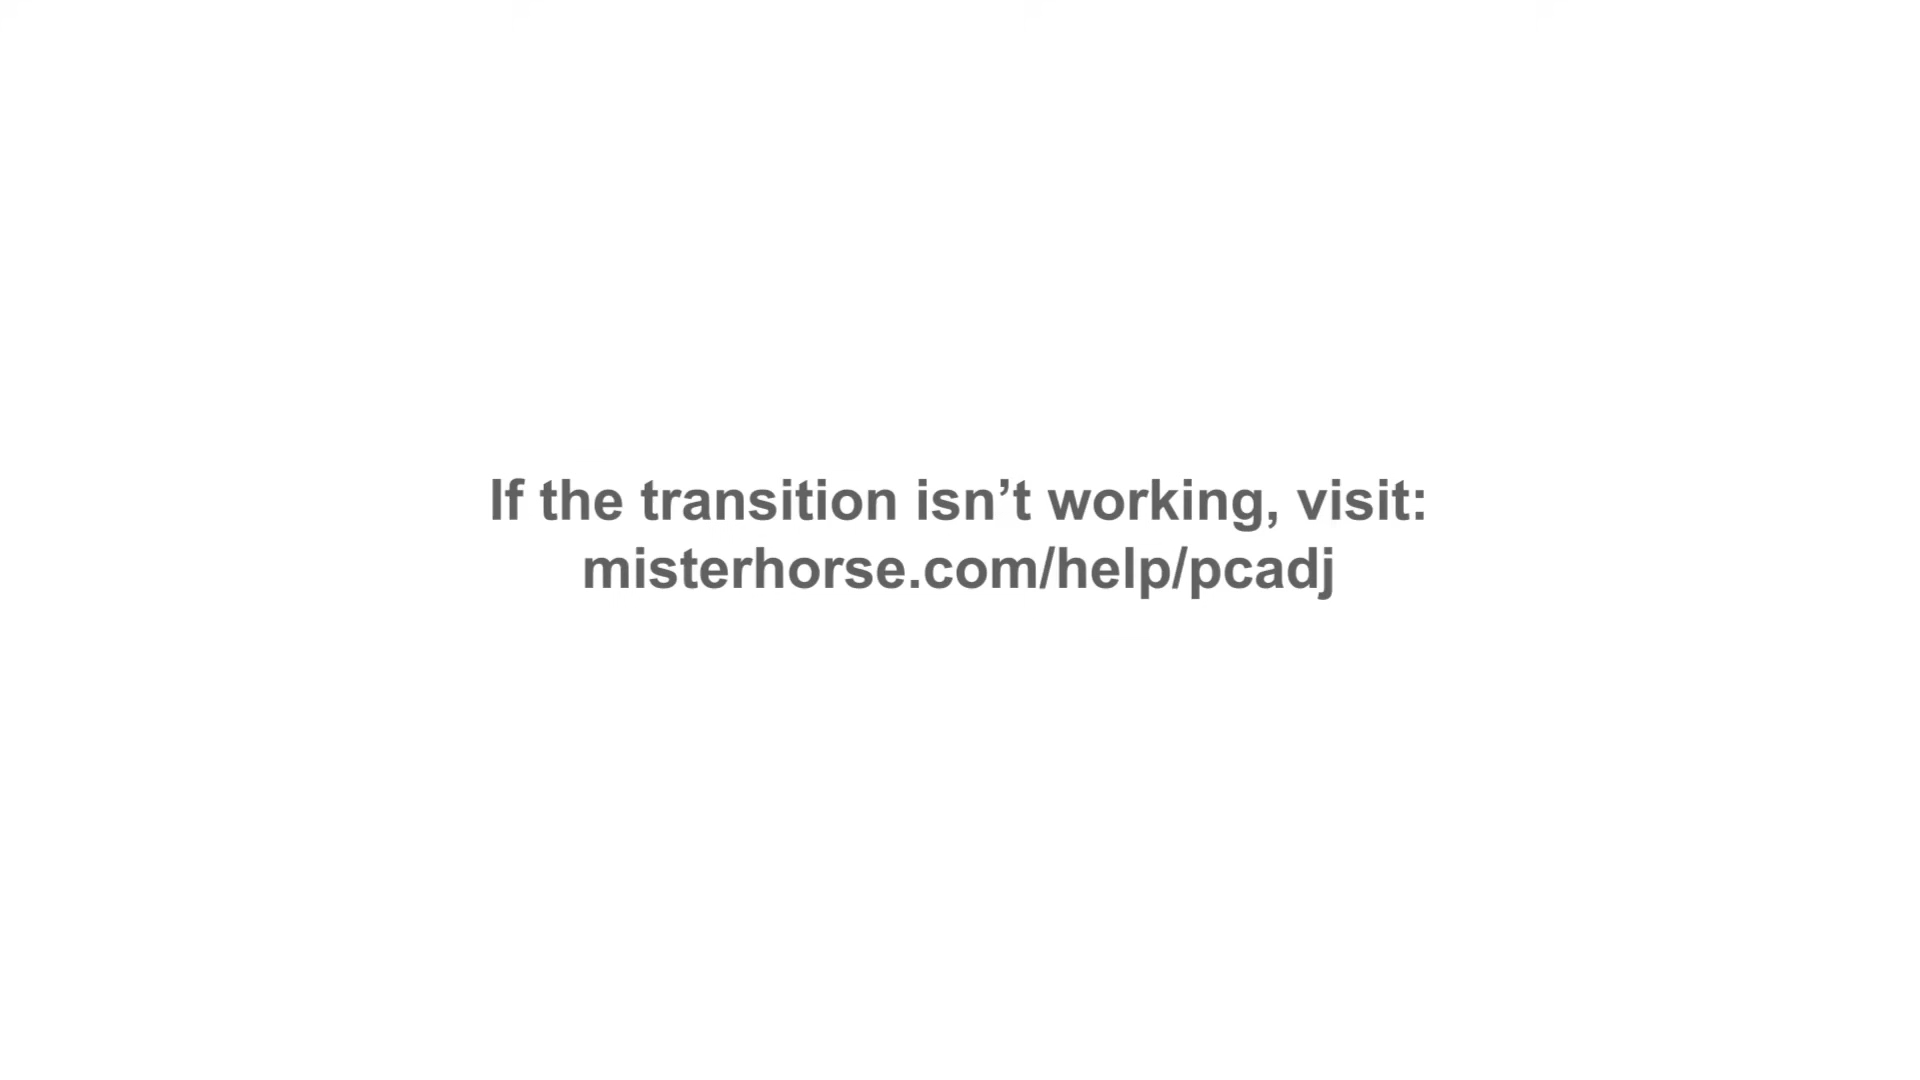 If the transition isn’t working, visit:
misterhorse.com/help/pcadj